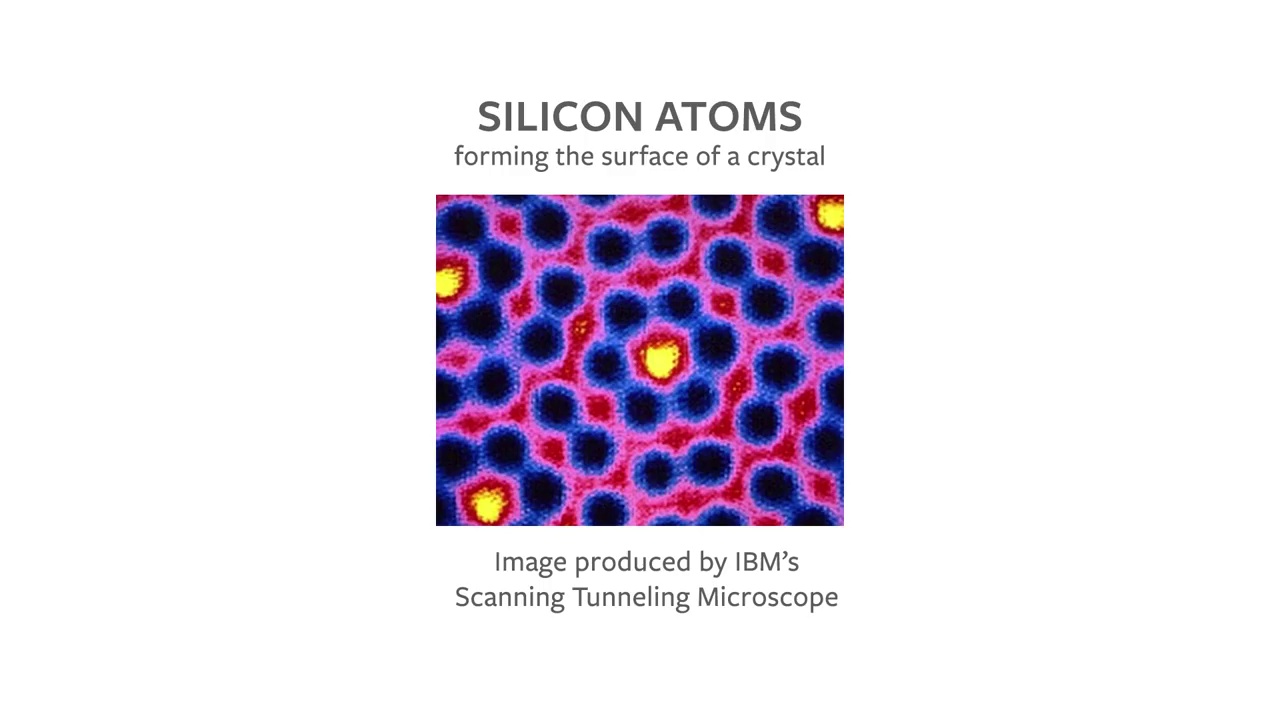 SILICON ATOMS
forming the surface of a crystal
Image produced by IBM’s
Scanning Tunneling Microscope